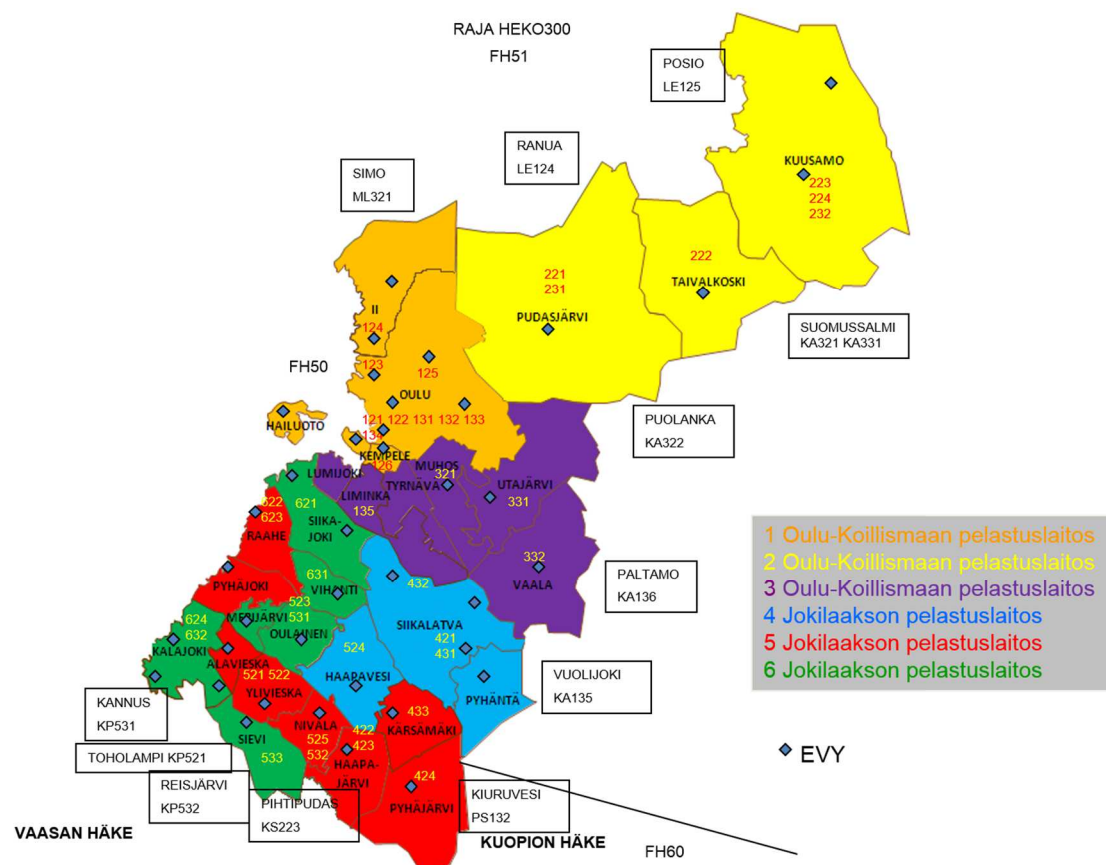 RAJA HEKO300
FH51
POSIO
LE125
RANUA
LE124
SIMO
ML321
KUUSAMO
223
224
232
222
TAIVALKOSKI
221
231
PUDASJÄRVI
SUOMUSSALMI
KA321 KA331
II
124
FH50
123
125
OULU
121 122 131 132 133
134
HAILUOTO
KEMPELE
126
PUOLANKA
KA322
MUHOS
321
LUMIJOKI
LIMINKA
135
TYRNÄVÄ
UTAJÄRVI
331
622
623
RAAHE
621
SIIKA-
JOKI
332
VAALA
PALTAMO
KA136
1 Oulu-Koillismaan pelastuslaitos
2 Oulu-Koillismaan pelastuslaitos
3 Oulu-Koillismaan pelastuslaitos
4 Jokilaakson pelastuslaitos
5 Jokilaakson pelastuslaitos
6 Jokilaakson pelastuslaitos
PYHÄJOKI
631
VIHANTI
432
523
531
MERIJÄRVI
OULAINEN
SIIKALATVA
421
431
624
632
KALAJOKI
ALAVIESKA
524
HAAPAVESI
521 522
YLIVIESKA
PYHÄNTÄ
VUOLIJOKI
KA135
KANNUS
KP531
SIEVI
533
NIVALA
525
532
422
423
HAAPA-
JÄRVI
433
KÄRSÄMÄKI
EVY
TOHOLAMPI KP521
REISJÄRVI
KP532
PIHTIPUDAS
KS223
424
PYHÄJÄRVI
KIURUVESI
PS132
VAASAN HÄKE
KUOPION HÄKE
FH60